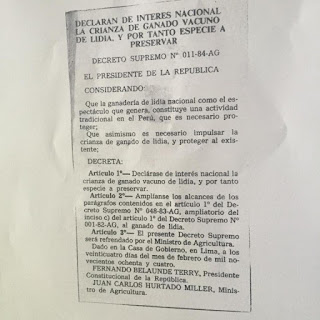 DECLARAN DE INTERES NACIONAL
LA CRIANZA DE GANADO VACUNO
DE LIDIA, Y POR TANTO ESPECIE A
PRESERVAR
DECRETO SUPREMO Nº 011-84-AG
EL PRESIDENTE DE LA REPUBLICA
CONSIDERANDO:
Que la ganadería de lidia nacional como el es-
pectáculo que genera, constituye una actividad
tradicional en el Perú, que es necesario pro-
teger;
Que asimismo es necesario impulsar la
crianza de ganado de lidia, y proteger al exis-
tente;
DECRETA:
Artículo 1º— Declárase de interés nacional la
crianza de ganado vacuno de lidia, y por tanto
especie a preservar.
Artículo 2º— Amplíanse los alcances de los
parágrafos contenidos en el artículo 1º del De-
creto Supremo Nº 048-83-AG, ampliatorio del
inciso c) del artículo 1º del Decreto Supremo Nº
001-82-AG, al ganado de lidia.
Artículo 3º— El presente Decreto Supremo
será refrendado por el Ministro de Agricultura.
Dado en la Casa de Gobierno, en Lima, a los
veinticuatro días del mes de febrero de mil no-
vecientos ochenta y cuatro.
FERNANDO BELAUNDE TERRY, Presidente
Constitucional de la República.
JUAN CARLOS HURTADO MILLER, Minis-
tro de Agricultura.